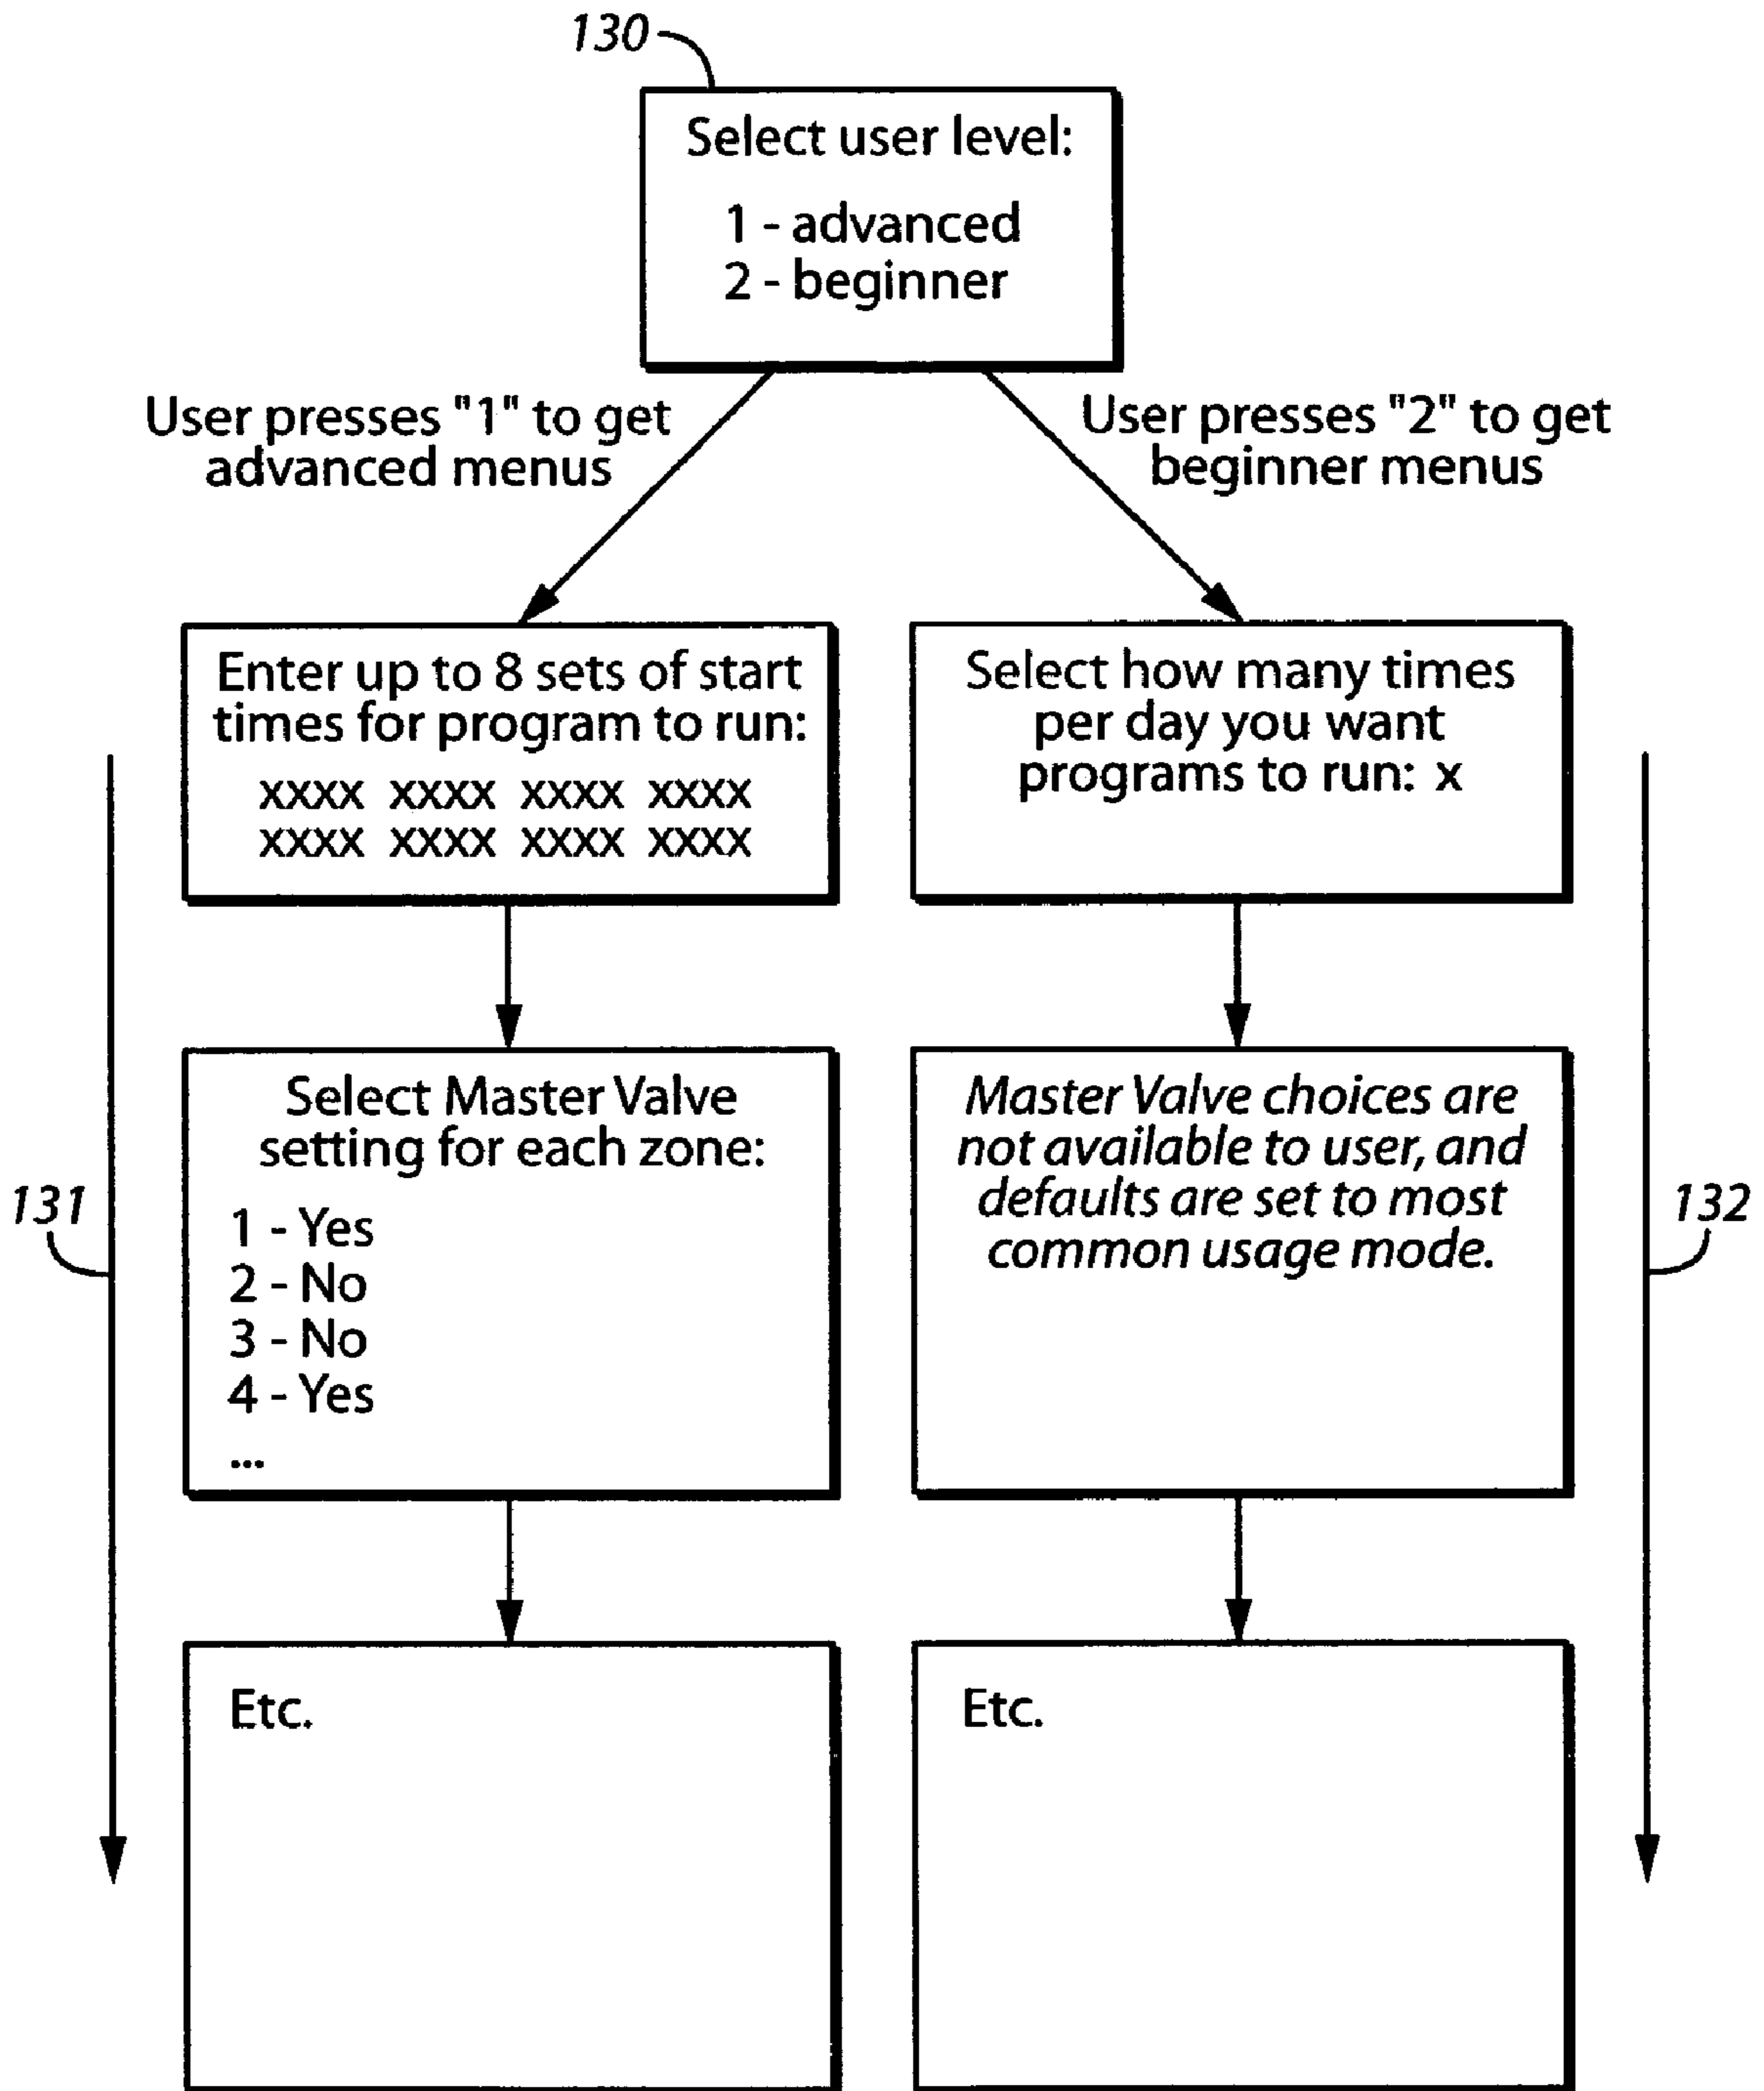 130
Select user level:
1 - advanced
2 - beginner
User presses "1" to get
advanced menus
User presses "2" to get
beginner menus
Enter up to 8 sets of start
times for program to run:
xxxx xxxx xxxx xxxx
xxxx xxxx xxxx xxxx
Select how many times
per day you want
programs to run: x
131
Select Master Valve
setting for each zone:
1 - Yes
2 - No
3 - No
4 - Yes
...
Master Valve choices are
not available to user, and
defaults are set to most
common usage mode.
132
Etc.
Etc.